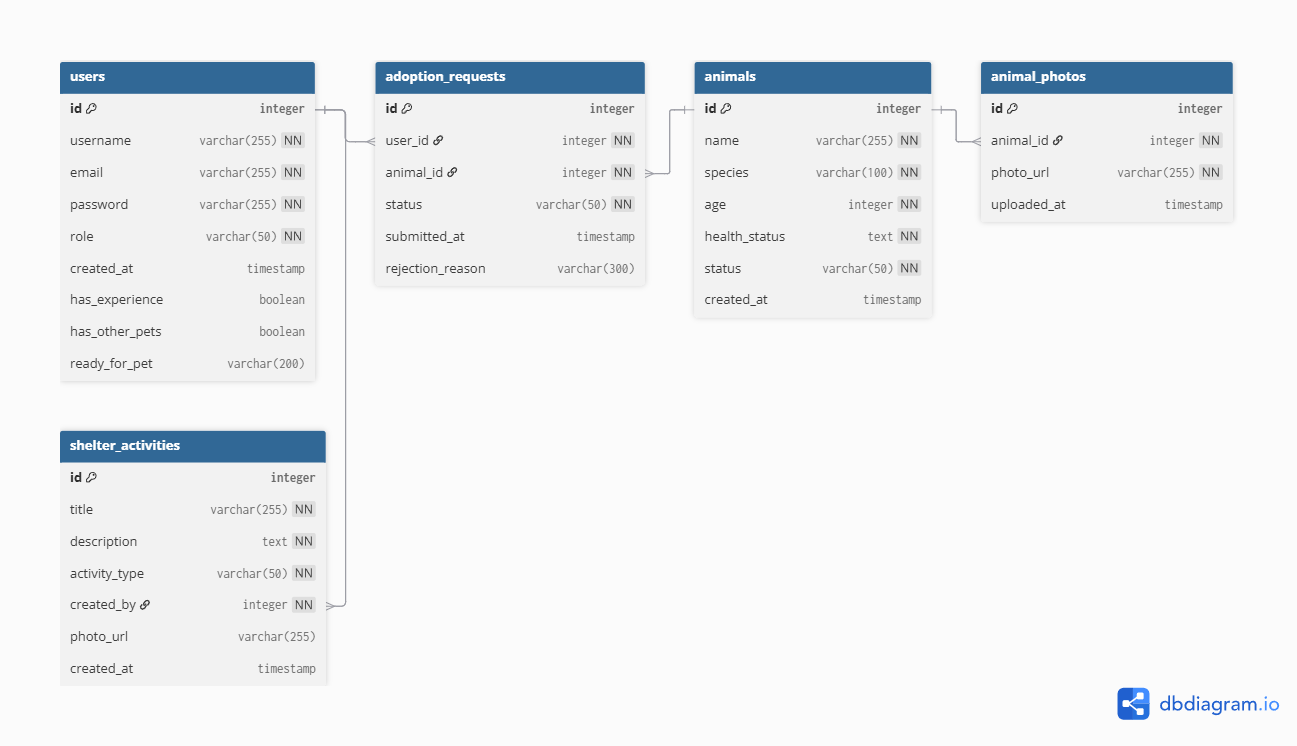 users
id integer
username varchar(255) NN
email varchar(255) NN
password varchar(255) NN
role varchar(50) NN
created_at timestamp
has_experience boolean
has_other_pets boolean
ready_for_pet varchar(200)
adoption_requests
id integer
user_id integer NN
animal_id integer NN
status varchar(50) NN
submitted_at timestamp
rejection_reason varchar(300)
animals
id integer
name varchar(255) NN
species varchar(100) NN
age integer NN
health_status text NN
status varchar(50) NN
created_at timestamp
animal_photos
id integer
animal_id integer NN
photo_url varchar(255) NN
uploaded_at timestamp
shelter_activities
id integer
title varchar(255) NN
description text NN
activity_type varchar(50) NN
created_by integer NN
photo_url varchar(255)
created_at timestamp
dbdiagram.io